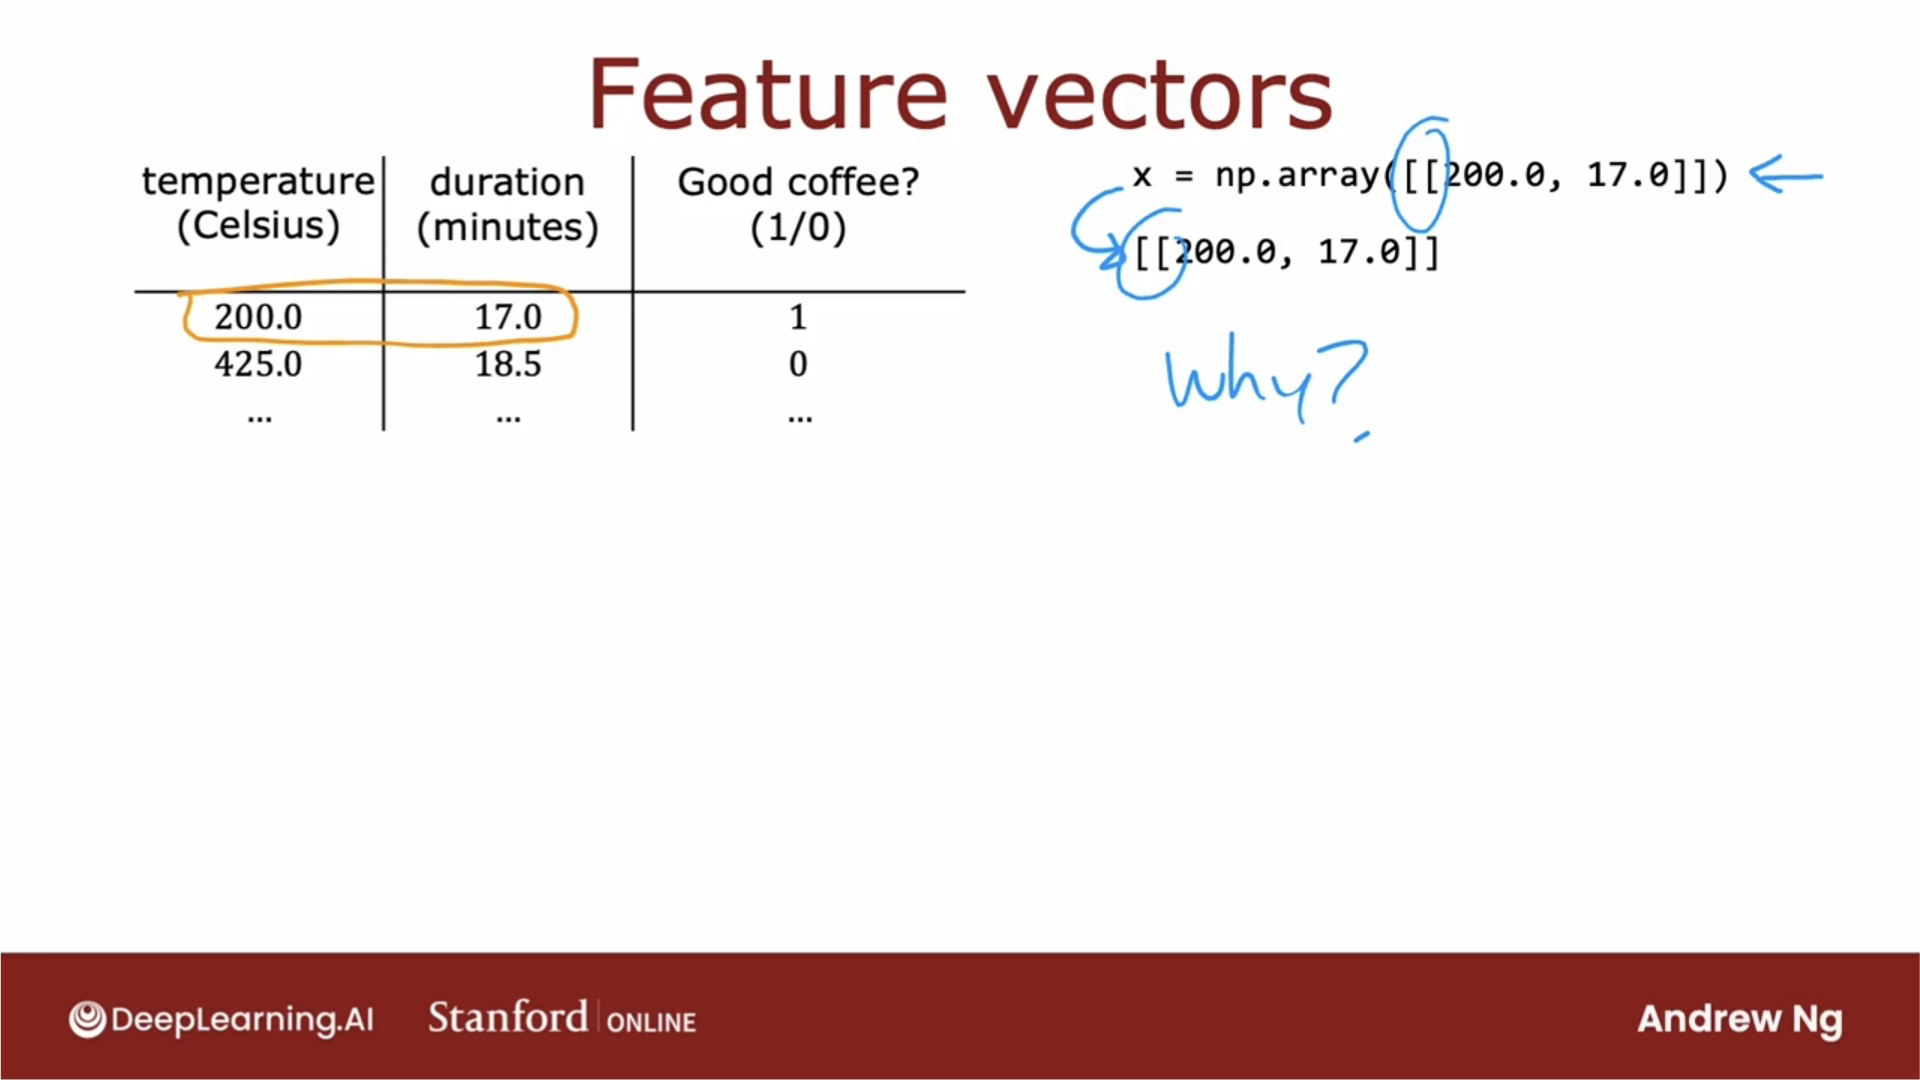 Feature vectors
temperature (Celsius)
duration (minutes)
Good coffee? (1/0)
200.0 17.0 1
425.0 18.5 0
... ... ...
x = np.array([[200.0, 17.0]])
[[200.0, 17.0]]
Why?
DeepLearning.AI
Stanford ONLINE
Andrew Ng